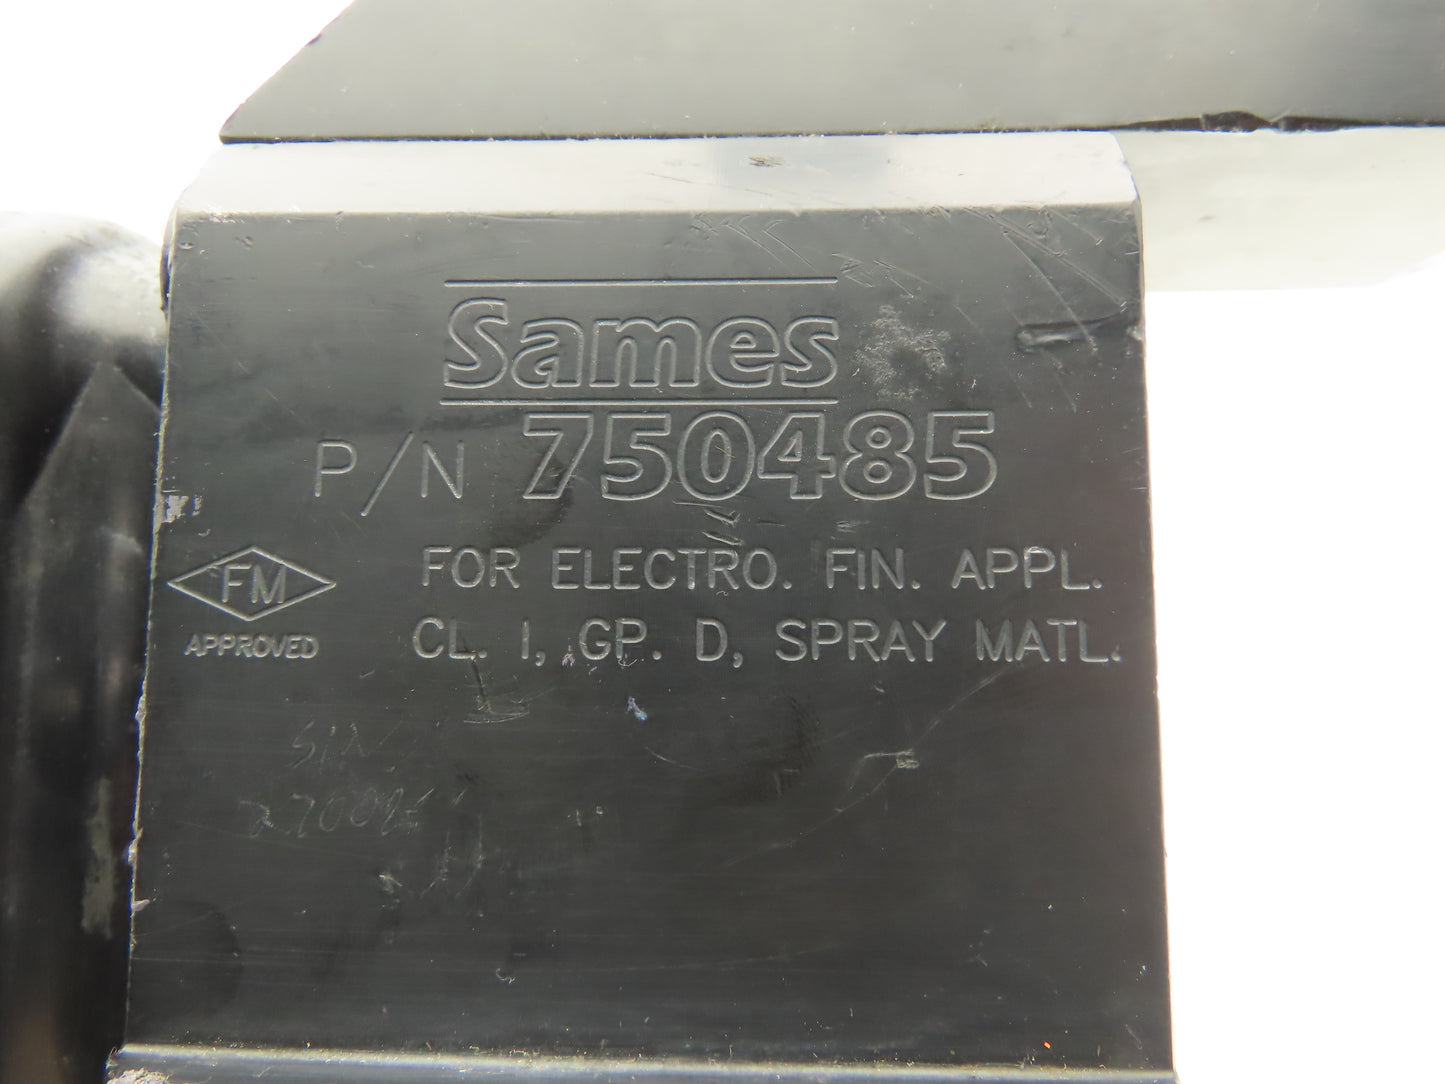 Sames
P/N 750485
FM
APPROVED
FOR ELECTRO. FIN. APPL.
CL. I, GP. D, SPRAY MATL.
S/N